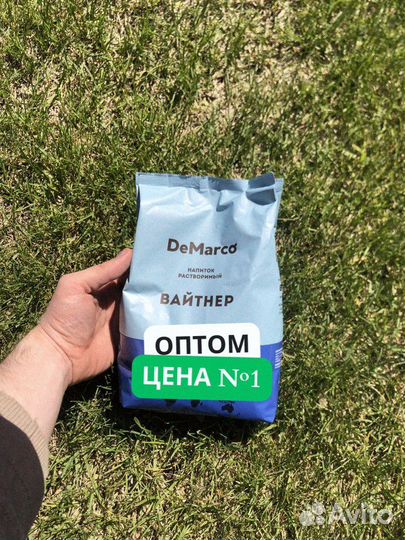 DeMarco
НАПИТОК
РАСТВОРИМЫЙ
ВАЙТНЕР
ОПТОМ
ЦЕНА №1
Avito